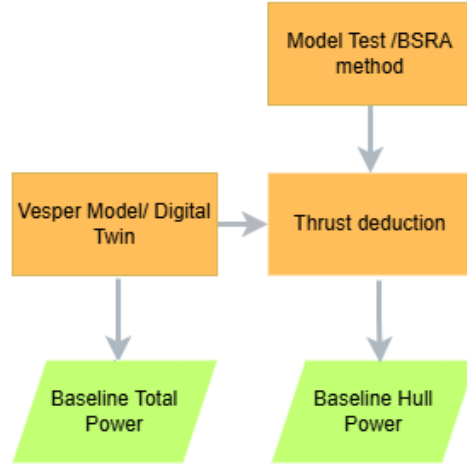 Model Test /BSRA
method
Vesper Model/ Digital
Twin
Thrust deduction
Baseline Total
Power
Baseline Hull
Power